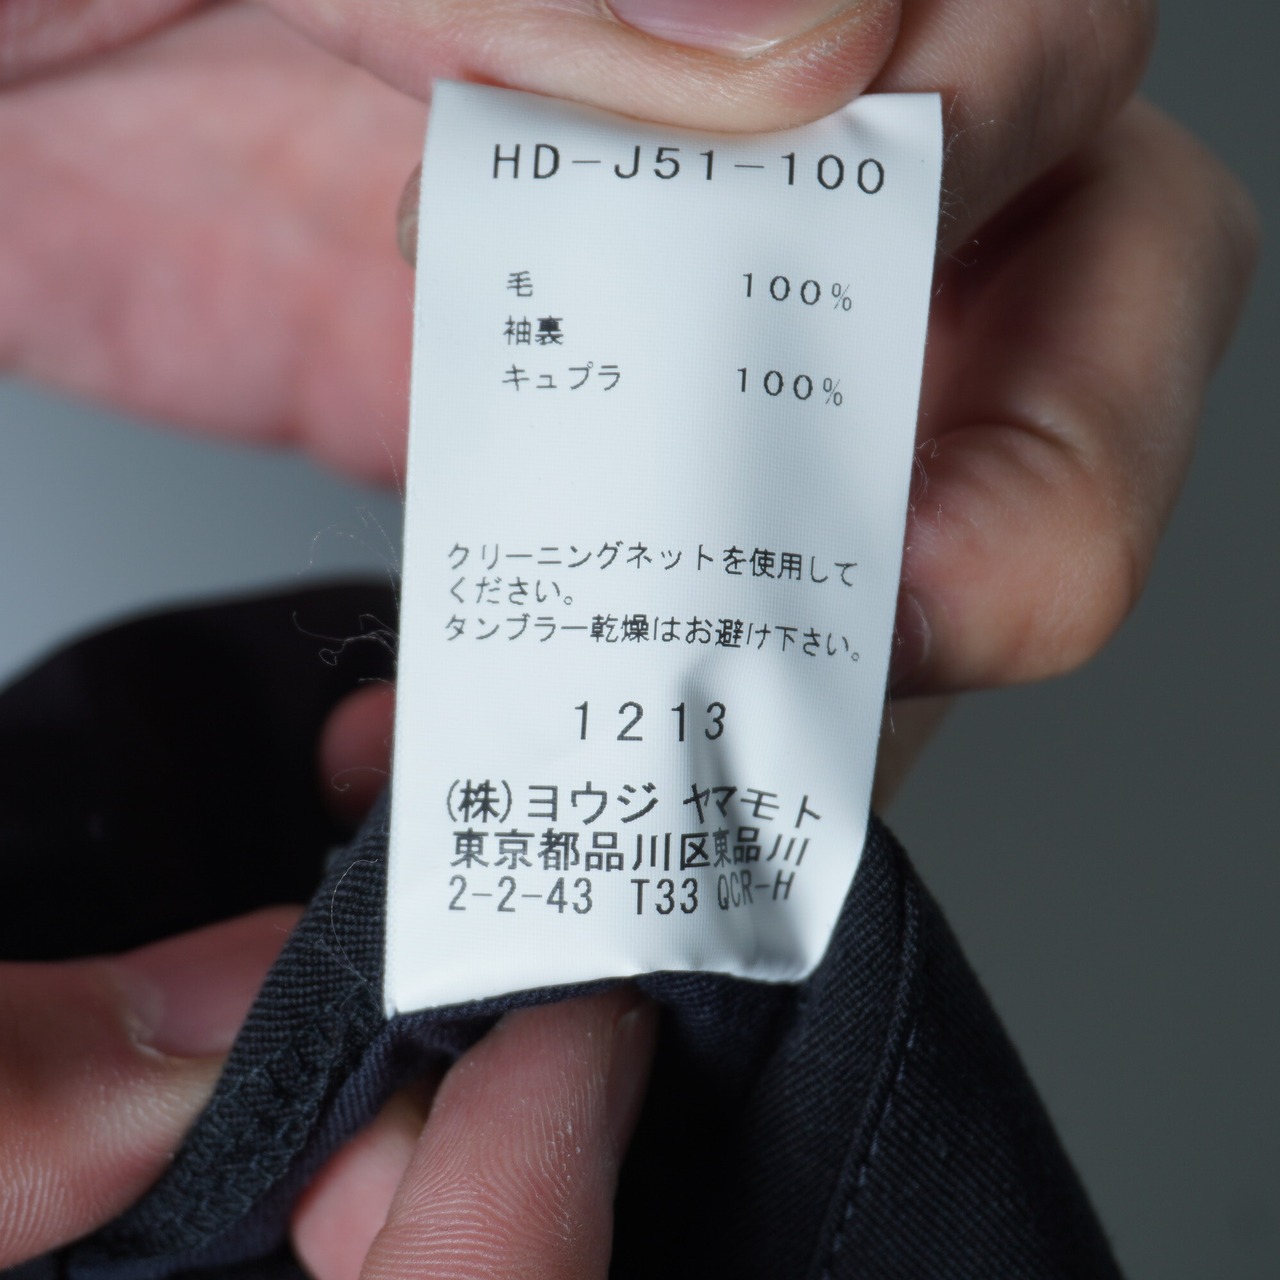 HD-J51-100
毛 100%
袖裏
キュプラ 100%
クリーニングネットを使用して
ください。
タンブラー乾燥はお避け下さい。
1213
(株)ヨウジ ヤマモト
東京都品川区東品川
2-2-43 T33 QCR-H